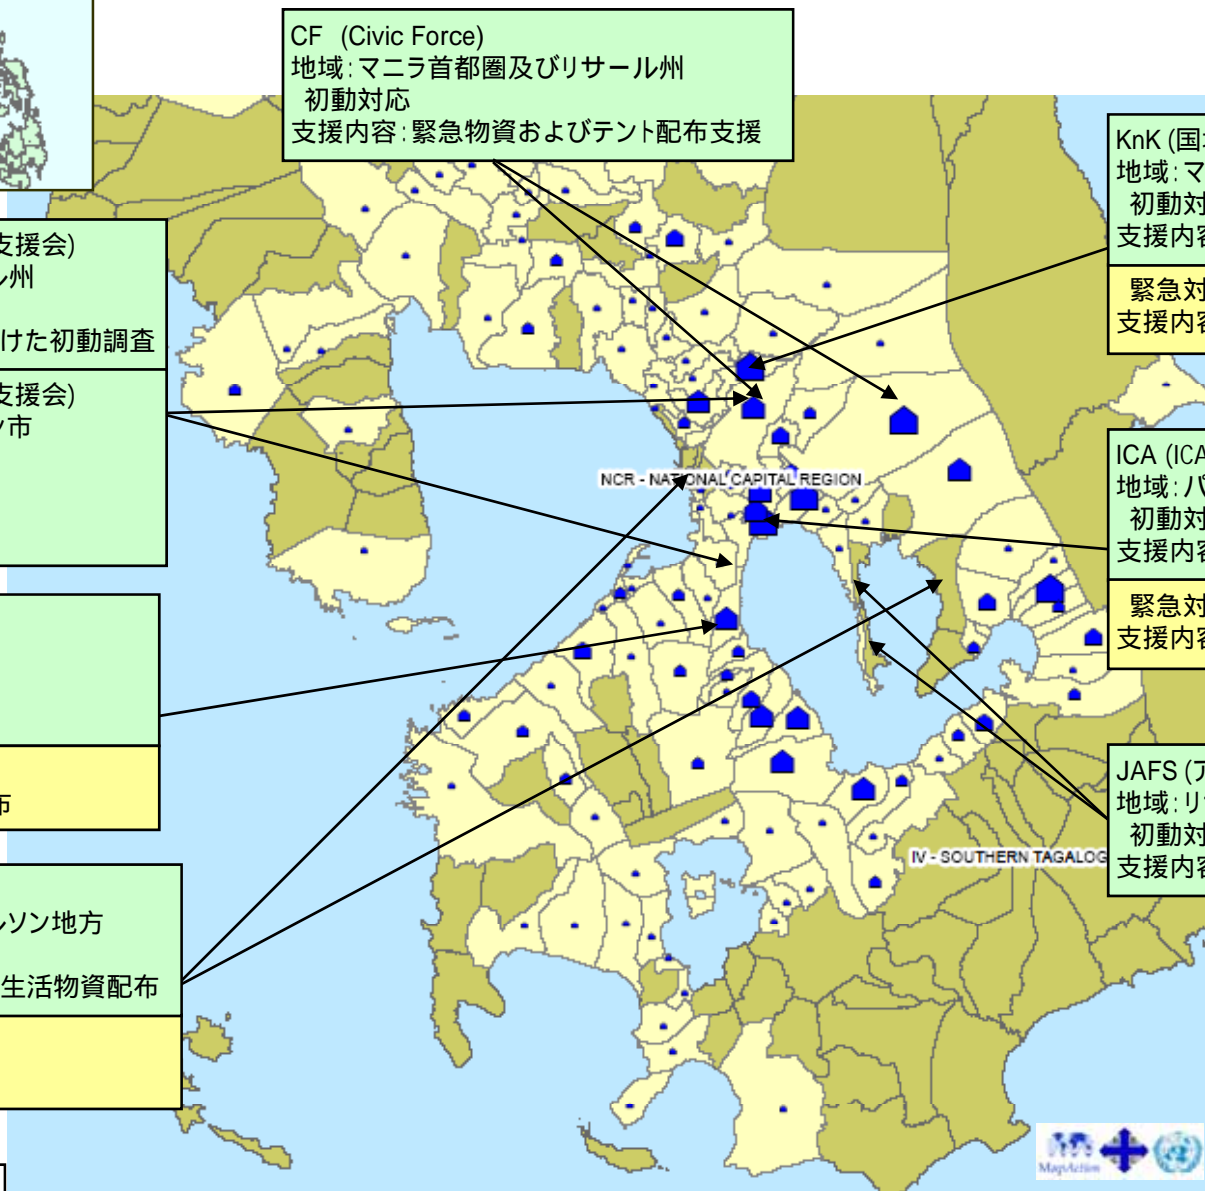 CF (Civic Force)
地域：マニラ首都圏及びリサール州
初動対応
支援内容：緊急物資およびテント配布支援
KnK (国
地域：マ
初動対
支援内容
緊急対
支援内容
支援会)
ル州
けた初動調査
支援会)
ン市
NCR - NATIONAL CAPITAL REGION
ICA (ICA
地域：パ
初動対
支援内容
緊急対
支援内容
布
JAFS (ア
地域：リ
初動対
支援内容
IV - SOUTHERN TAGALOG
ルソン地方
生活物資配布
MapAction